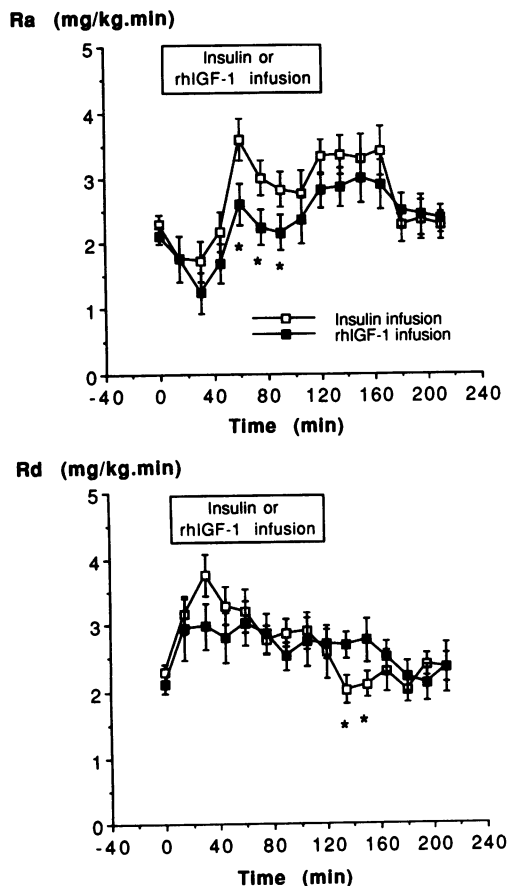 Ra (mg/kg.min)
5
Insulin or
rhIGF-1 infusion
4
3
2
*
*
*
1
Insulin infusion
rhIGF-1 infusion
0
-40 0 40 80 120 160 200 240
Time (min)
Rd (mg/kg.min)
5
Insulin or
rhIGF-1 infusion
4
3
2
*
*
1
0
-40 0 40 80 120 160 200 240
Time (min)